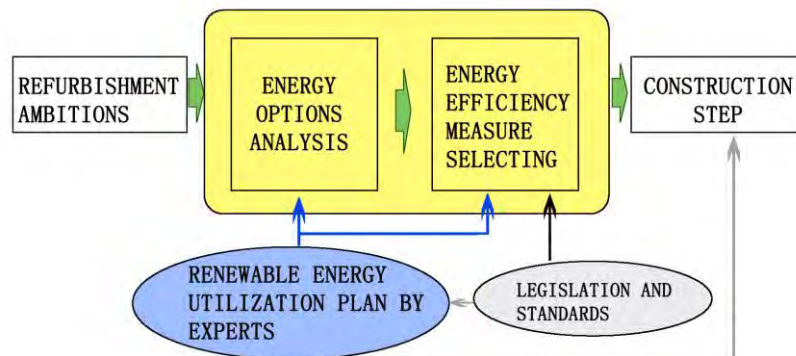 REFURBISHMENT
AMBITIONS
ENERGY
OPTIONS
ANALYSIS
ENERGY
EFFICIENCY
MEASURE
SELECTING
CONSTRUCTION
STEP
RENEWABLE ENERGY
UTILIZATION PLAN BY
EXPERTS
LEGISLATION AND
STANDARDS